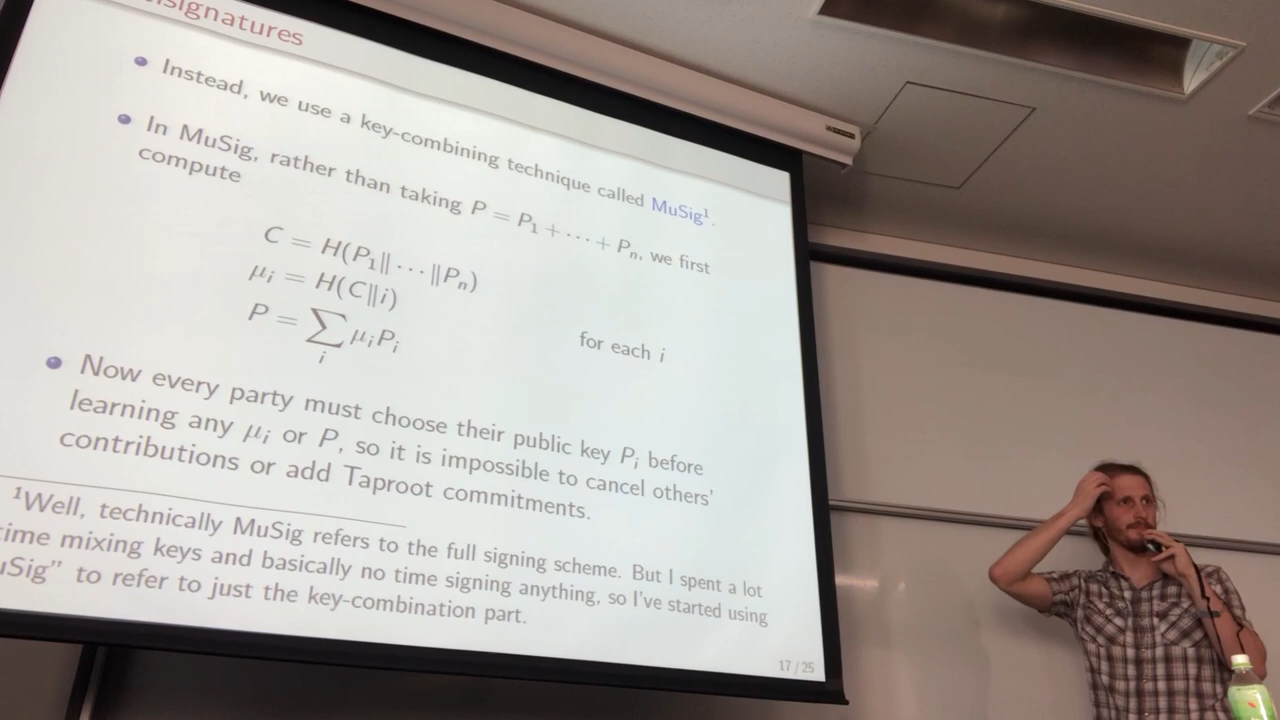 Instead, we use a key-combining technique called MuSig¹.
In MuSig, rather than taking P = P₁ + ··· + Pₙ, we first
compute
C = H(P₁‖ ··· ‖Pₙ)
μᵢ = H(C‖i) for each i
P = ∑ᵢ μᵢPᵢ
Now every party must choose their public key Pᵢ before
learning any μᵢ or P, so it is impossible to cancel others'
contributions or add Taproot commitments.
¹Well, technically MuSig refers to the full signing scheme. But I spent a lot
time mixing keys and basically no time signing anything, so I've started using
uSig" to refer to just the key-combination part.
17 / 25